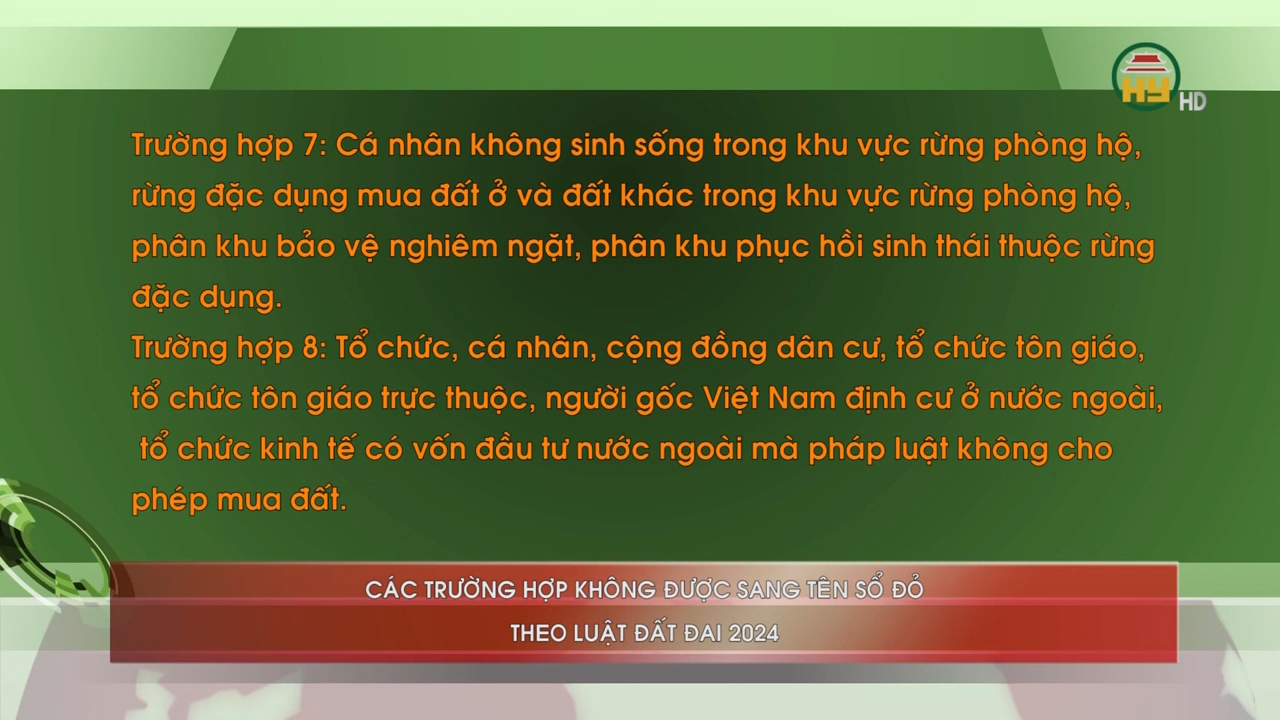 HY HD
Trường hợp 7: Cá nhân không sinh sống trong khu vực rừng phòng hộ,
rừng đặc dụng mua đất ở và đất khác trong khu vực rừng phòng hộ,
phân khu bảo vệ nghiêm ngặt, phân khu phục hồi sinh thái thuộc rừng
đặc dụng.
Trường hợp 8: Tổ chức, cá nhân, cộng đồng dân cư, tổ chức tôn giáo,
tổ chức tôn giáo trực thuộc, người gốc Việt Nam định cư ở nước ngoài,
tổ chức kinh tế có vốn đầu tư nước ngoài mà pháp luật không cho
phép mua đất.
CÁC TRƯỜNG HỢP KHÔNG ĐƯỢC SANG TÊN SỔ ĐỎ
THEO LUẬT ĐẤT ĐAI 2024